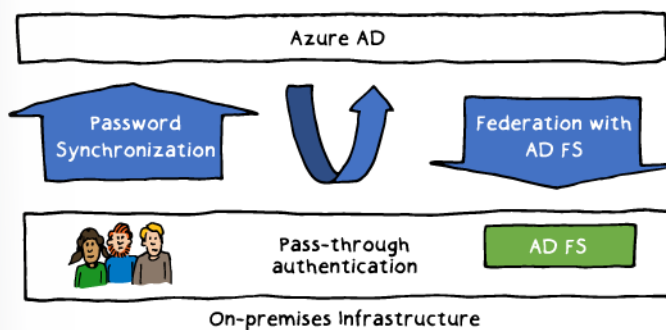 Azure AD
Password
Synchronization
Federation with
AD FS
Pass-through
authentication
AD FS
On-premises Infrastructure